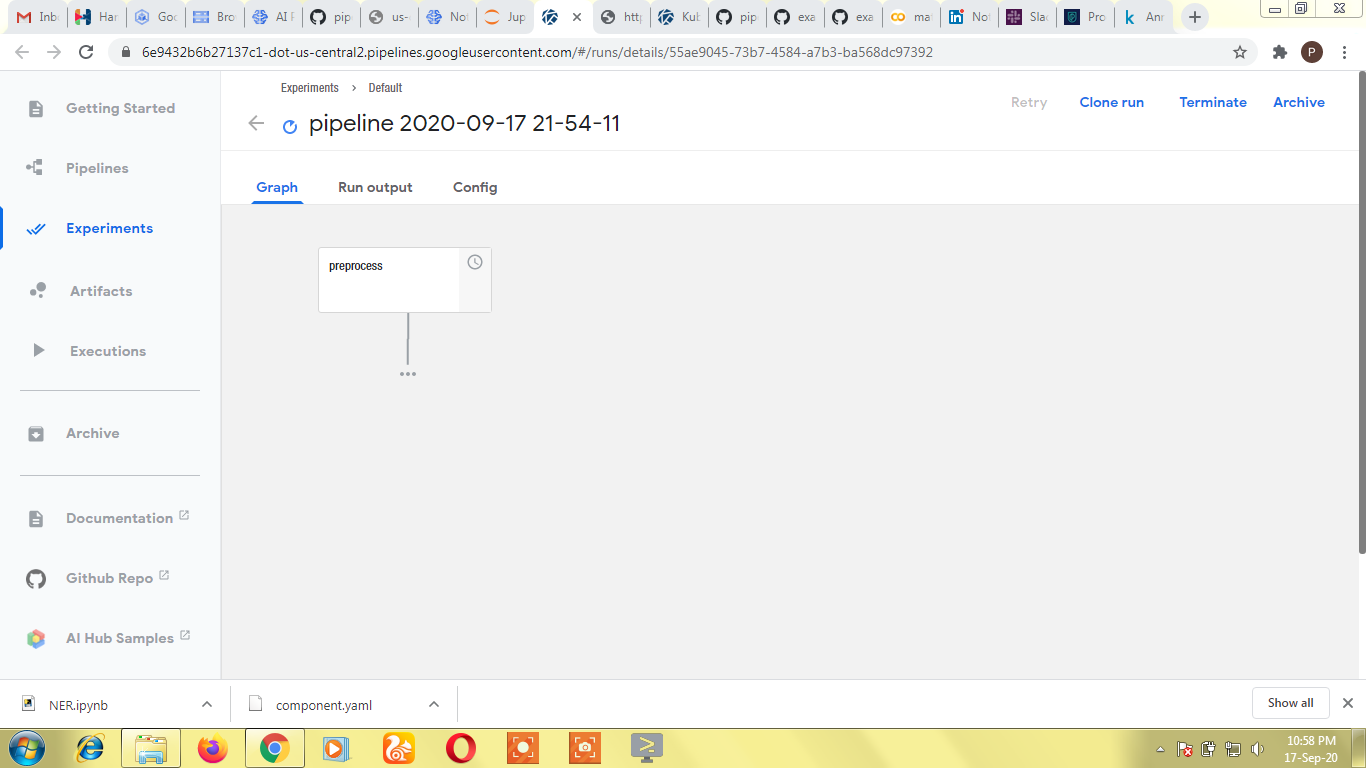 Inb
Har
Goo
Bro
AI P
pip
us-
Not
Jup
http
Kub
pip
exa
exa
ma
Not
Slac
Pro
Ann
6e9432b6b27137c1-dot-us-central2.pipelines.googleusercontent.com/#/runs/details/55ae9045-73b7-4584-a7b3-ba568dc97392
P
Getting Started
Pipelines
Experiments
Artifacts
Executions
Archive
Documentation
Github Repo
AI Hub Samples
Experiments > Default
pipeline 2020-09-17 21-54-11
Retry Clone run Terminate Archive
Graph Run output Config
preprocess
NER.ipynb
component.yaml
Show all
10:58 PM
17-Sep-20